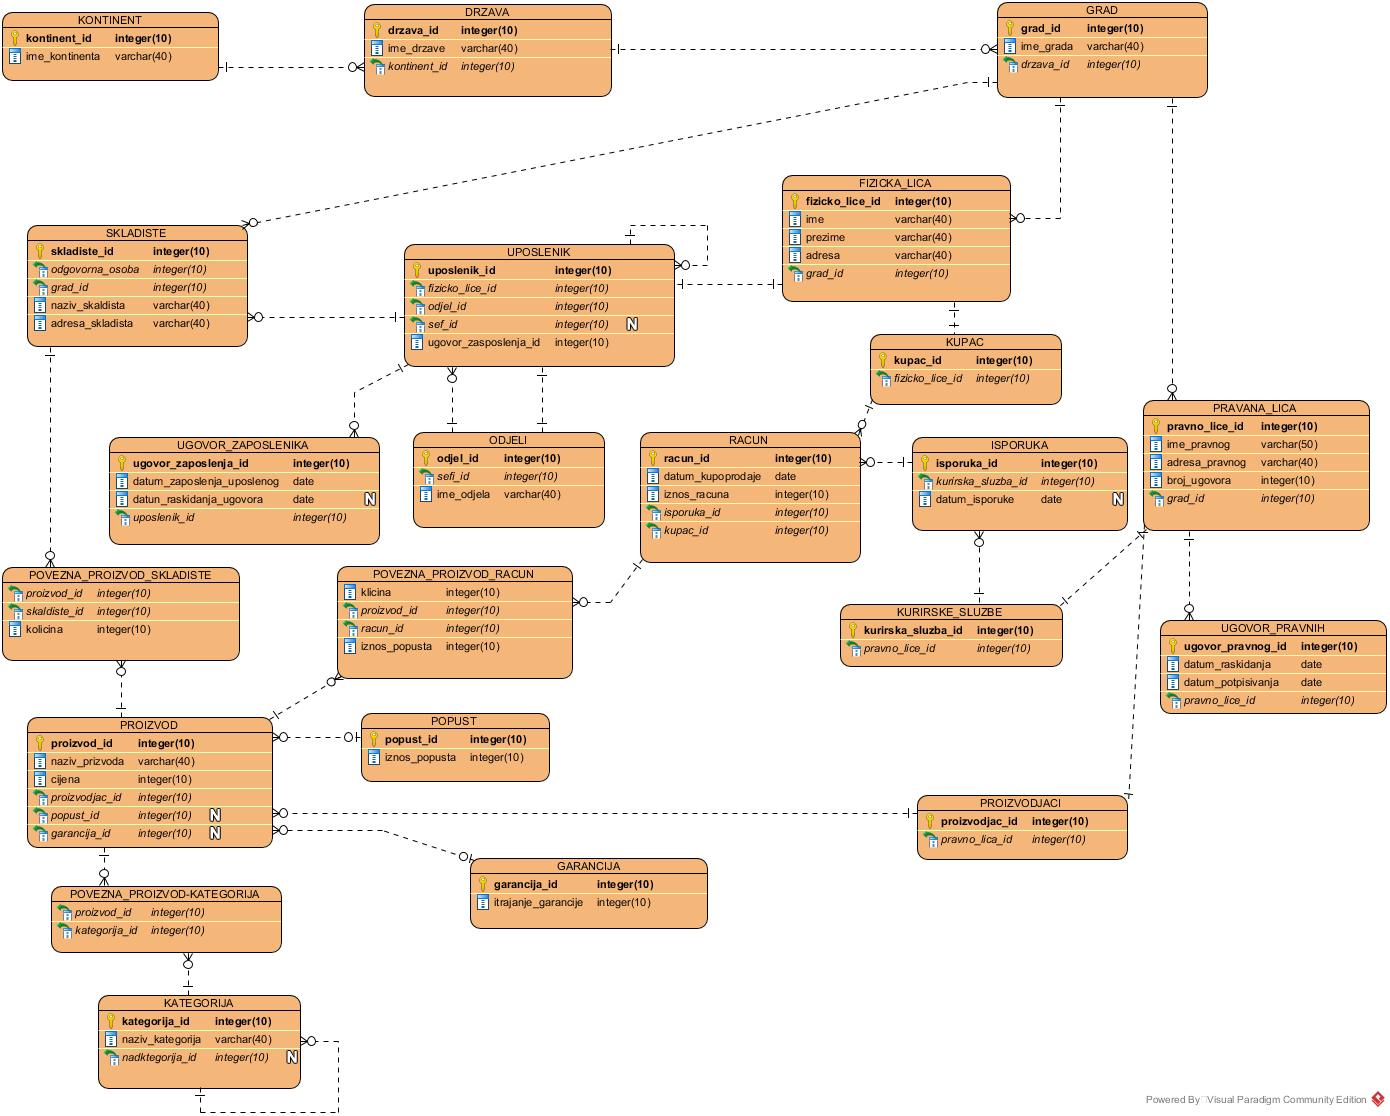 KONTINENT
kontinent_id integer(10)
ime_kontinenta varchar(40)
DRZAVA
drzava_id integer(10)
ime_drzave varchar(40)
kontinent_id integer(10)
GRAD
grad_id integer(10)
ime_grada varchar(40)
drzava_id integer(10)
FIZICKA_LICA
fizicko_lice_id integer(10)
ime varchar(40)
prezime varchar(40)
adresa varchar(40)
grad_id integer(10)
SKLADISTE
skladiste_id integer(10)
odgovorna_osoba integer(10)
grad_id integer(10)
naziv_skaldista varchar(40)
adresa_skladista varchar(40)
UPOSLENIK
uposlenik_id integer(10)
fizicko_lice_id integer(10)
odjel_id integer(10)
sef_id integer(10) N
ugovor_zasposlenja_id integer(10)
KUPAC
kupac_id integer(10)
fizicko_lice_id integer(10)
PRAVANA_LICA
pravno_lice_id integer(10)
ime_pravnog varchar(50)
adresa_pravnog varchar(40)
broj_ugovora integer(10)
grad_id integer(10)
UGOVOR_ZAPOSLENIKA
ugovor_zaposlenja_id integer(10)
datum_zaposlenja_uposlenog date
datun_raskidanja_ugovora date N
uposlenik_id integer(10)
ODJELI
odjel_id integer(10)
sefi_id integer(10)
ime_odjela varchar(40)
RACUN
racun_id integer(10)
datum_kupoprodaje date
iznos_racuna integer(10)
isporuka_id integer(10)
kupac_id integer(10)
ISPORUKA
isporuka_id integer(10)
kurirska_sluzba_id integer(10)
datum_isporuke date N
POVEZNA_PROIZVOD_SKLADISTE
proizvod_id integer(10)
skaldiste_id integer(10)
kolicina integer(10)
POVEZNA_PROIZVOD_RACUN
klicina integer(10)
proizvod_id integer(10)
racun_id integer(10)
iznos_popusta integer(10)
KURIRSKE_SLUZBE
kurirska_sluzba_id integer(10)
pravno_lice_id integer(10)
UGOVOR_PRAVNIH
ugovor_pravnog_id integer(10)
datum_raskidanja date
datum_potpisivanja date
pravno_lice_id integer(10)
PROIZVOD
proizvod_id integer(10)
naziv_prizvoda varchar(40)
cijena integer(10)
proizvodjac_id integer(10)
popust_id integer(10) N
garancija_id integer(10) N
POPUST
popust_id integer(10)
iznos_popusta integer(10)
PROIZVODJACI
proizvodjac_id integer(10)
pravno_lica_id integer(10)
GARANCIJA
garancija_id integer(10)
itrajanje_garancije integer(10)
POVEZNA_PROIZVOD-KATEGORIJA
proizvod_id integer(10)
kategorija_id integer(10)
KATEGORIJA
kategorija_id integer(10)
naziv_kategorija varchar(40)
nadktegorija_id integer(10) N
Powered By Visual Paradigm Community Edition